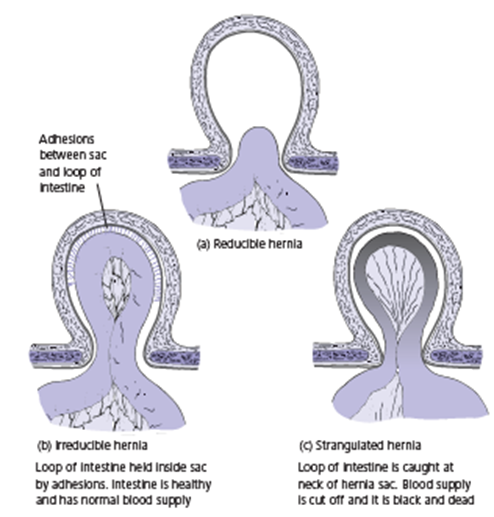 Adhesions
between sac
and loop of
intestine
(a) Reducible hernia
(b) Irreducible hernia
Loop of intestine held inside sac
by adhesions. Intestine is healthy
and has normal blood supply
(c) Strangulated hernia
Loop of intestine is caught at
neck of hernia sac. Blood supply
is cut off and it is black and dead